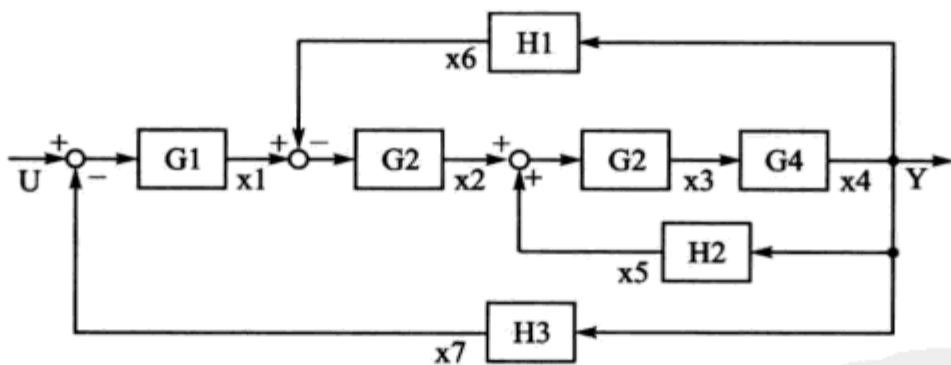 H1
x6
+ G1 + − G2 + G2 G4
U − x1 x2 + x3 x4 Y
H2
x5
H3
x7